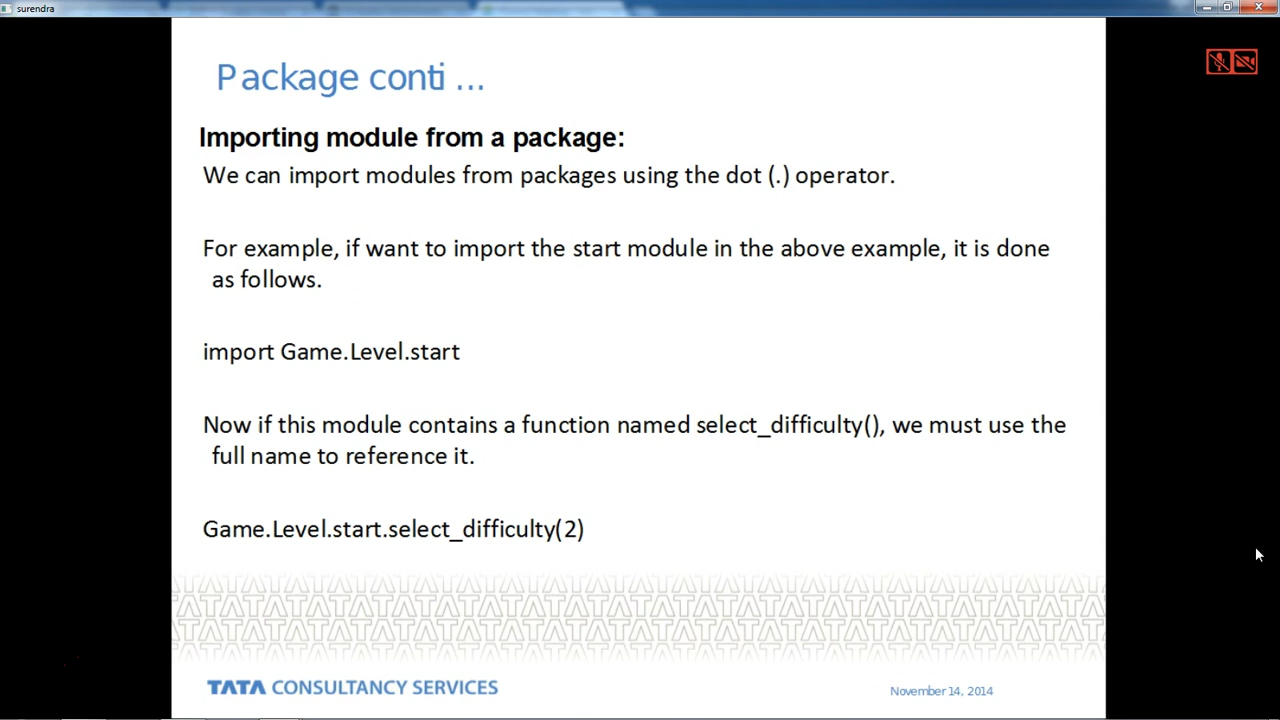 surendra
Package conti ...
Importing module from a package:
We can import modules from packages using the dot (.) operator.
For example, if want to import the start module in the above example, it is done
as follows.
import Game.Level.start
Now if this module contains a function named select_difficulty(), we must use the
full name to reference it.
Game.Level.start.select_difficulty(2)
TATA CONSULTANCY SERVICES
November 14, 2014